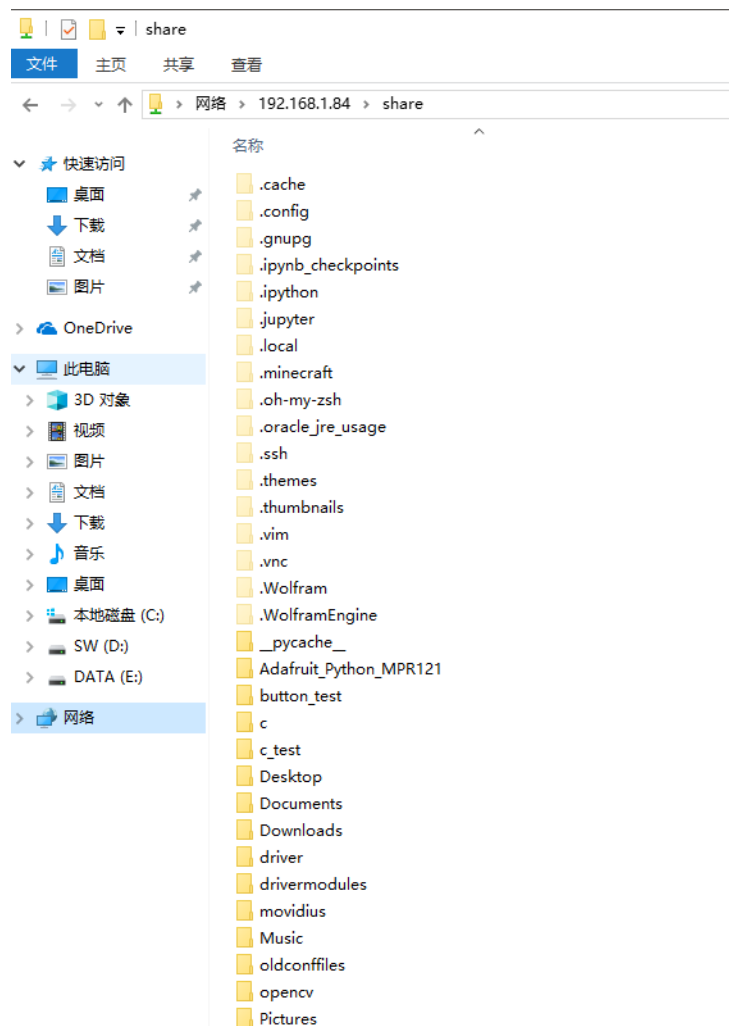 share
文件 主页 共享 查看
网络 192.168.1.84 share
名称
快速访问
桌面
下载
文档
图片
OneDrive
此电脑
3D 对象
视频
图片
文档
下载
音乐
桌面
本地磁盘 (C:)
SW (D:)
DATA (E:)
网络
.cache
.config
.gnupg
.ipynb_checkpoints
.ipython
.jupyter
.local
.minecraft
.oh-my-zsh
.oracle_jre_usage
.ssh
.themes
.thumbnails
.vim
.vnc
.Wolfram
.WolframEngine
__pycache__
Adafruit_Python_MPR121
button_test
c
c_test
Desktop
Documents
Downloads
driver
drivermodules
movidius
Music
oldconffiles
opencv
Pictures